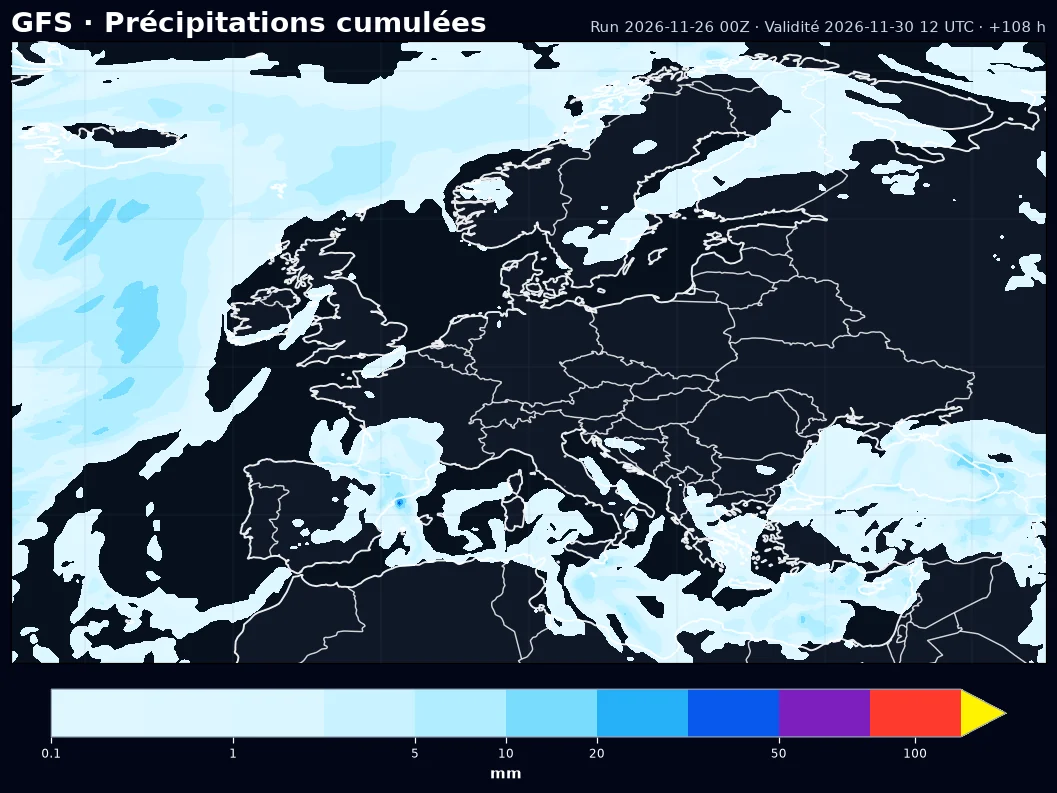 GFS · Précipitations cumulées
Run 2026-11-26 00Z · Validité 2026-11-30 12 UTC · +108 h
0.1 1 5 10 20 50 100
mm